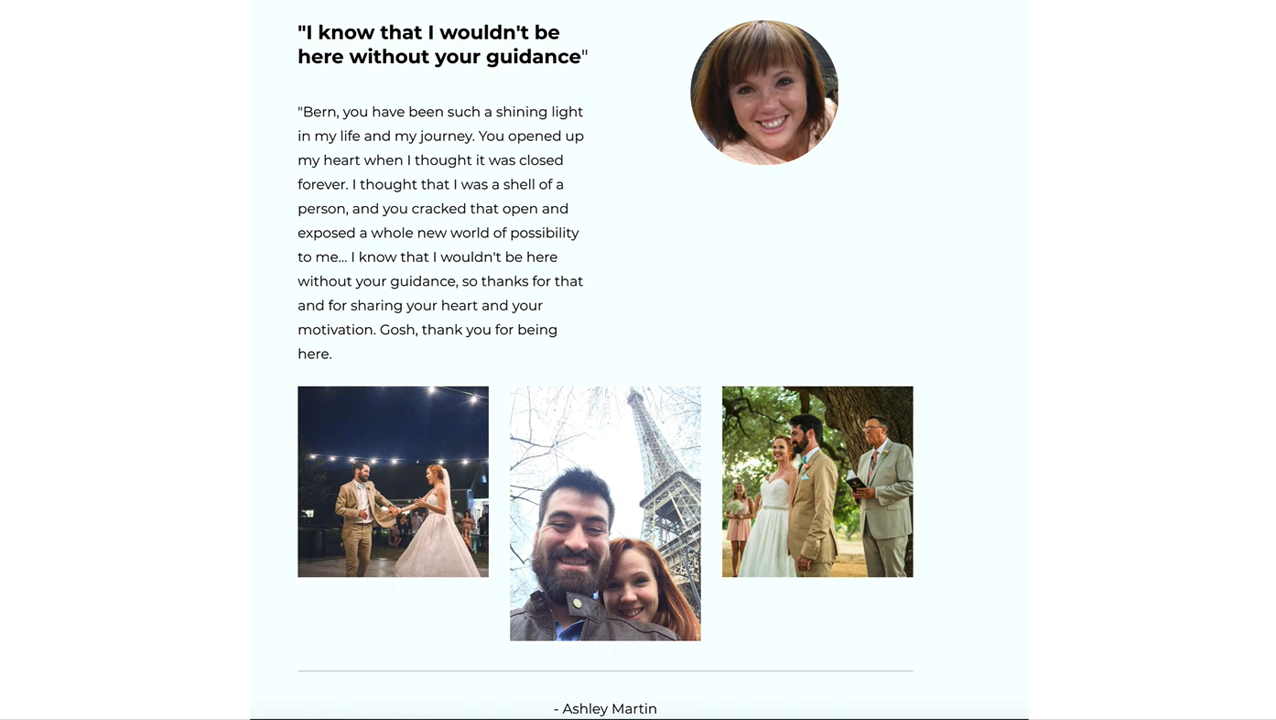 "I know that I wouldn't be
here without your guidance"
"Bern, you have been such a shining light
in my life and my journey. You opened up
my heart when I thought it was closed
forever. I thought that I was a shell of a
person, and you cracked that open and
exposed a whole new world of possibility
to me... I know that I wouldn't be here
without your guidance, so thanks for that
and for sharing your heart and your
motivation. Gosh, thank you for being
here.
- Ashley Martin